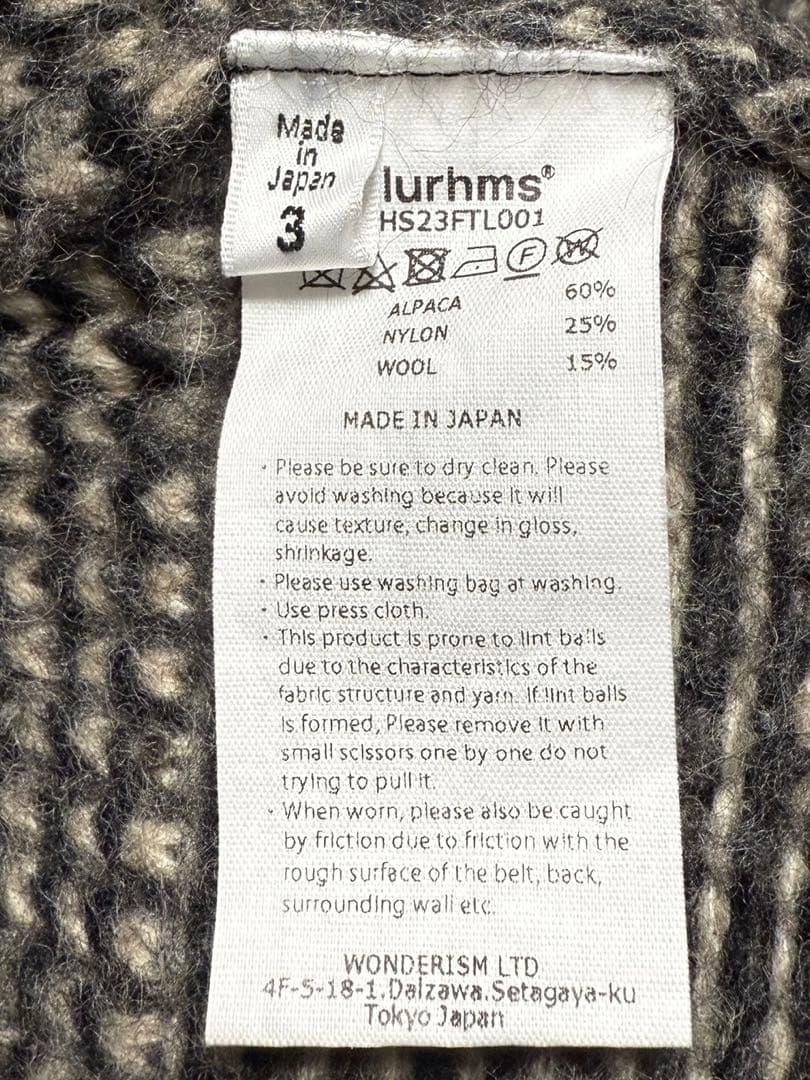 Made
in
Japan
3
lurhms®
HS23FTL001
F
W
ALPACA 60%
NYLON 25%
WOOL 15%
MADE IN JAPAN
・Please be sure to dry clean. Please
avoid washing because it will
cause texture, change in gloss,
shrinkage.
・Please use washing bag at washing.
・Use press cloth.
・This product is prone to lint balls
due to the characteristics of the
fabric structure and yarn. If lint balls
is formed, Please remove it with
small scissors one by one do not
trying to pull it.
・When worn, please also be caught
by friction due to friction with the
rough surface of the belt, back,
surrounding wall etc.
WONDERISM LTD
4F-5-18-1.Daizawa.Setagaya-ku
Tokyo Japan